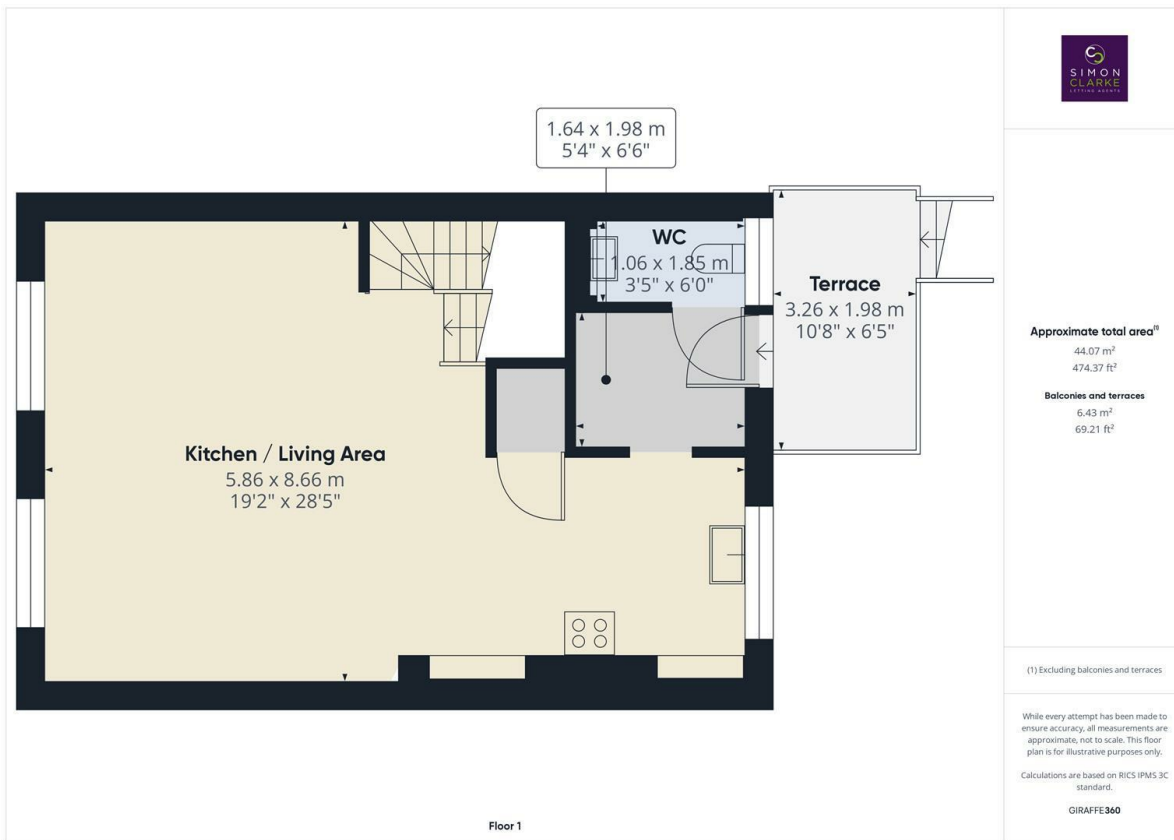 1.64 x 1.98 m
5'4" x 6'6"
WC
1.06 x 1.85 m
3'5" x 6'0"
Terrace
3.26 x 1.98 m
10'8" x 6'5"
Kitchen / Living Area
5.86 x 8.66 m
19'2" x 28'5"
Floor 1
SIMON
CLARKE
LETTING AGENTS
Approximate total area⁽¹⁾
44.07 m²
474.37 ft²
Balconies and terraces
6.43 m²
69.21 ft²
(1) Excluding balconies and terraces
While every attempt has been made to
ensure accuracy, all measurements are
approximate, not to scale. This floor
plan is for illustrative purposes only.
Calculations are based on RICS IPMS 3C
standard.
GIRAFFE360